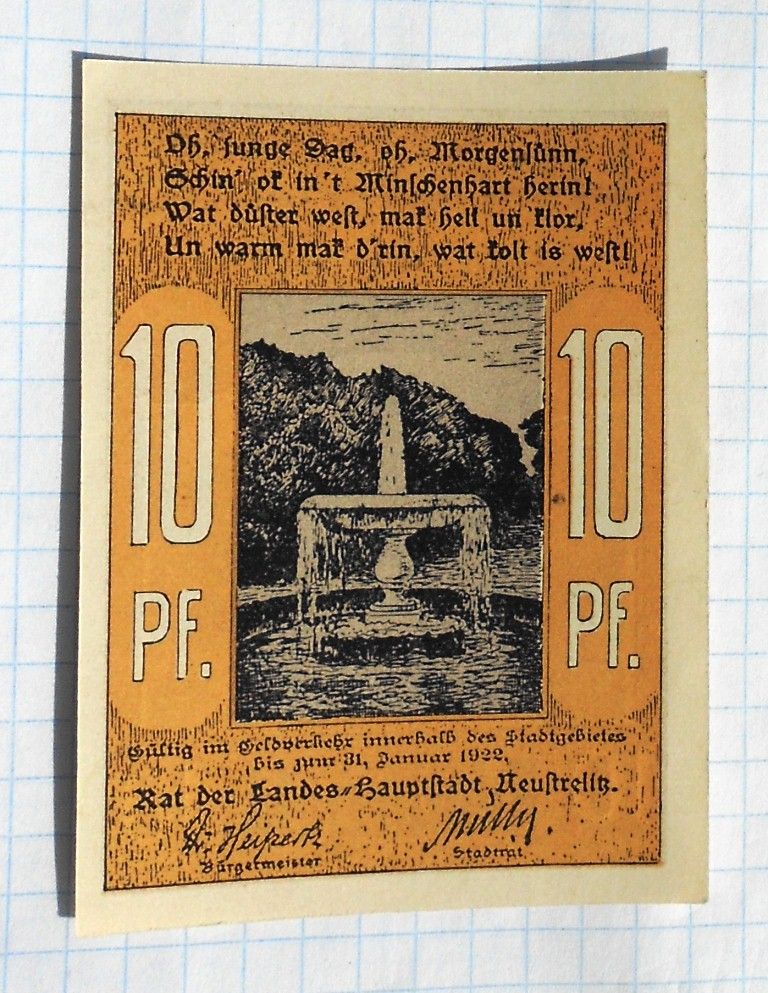 Oh, junge Dag, oh, Morgensünn,
Schin' ok in't Minschenhart herin!
Wat düster west, mak hell un klor,
Un warm mak d'rin, wat kolt is west!
10 10
PF. PF.
Gültig im Geldverkehr innerhalb des Stadtgebietes
bis zum 31. Januar 1922.
Rat der Landes-Hauptstadt Neustrelitz.
Bürgermeister Stadtrat